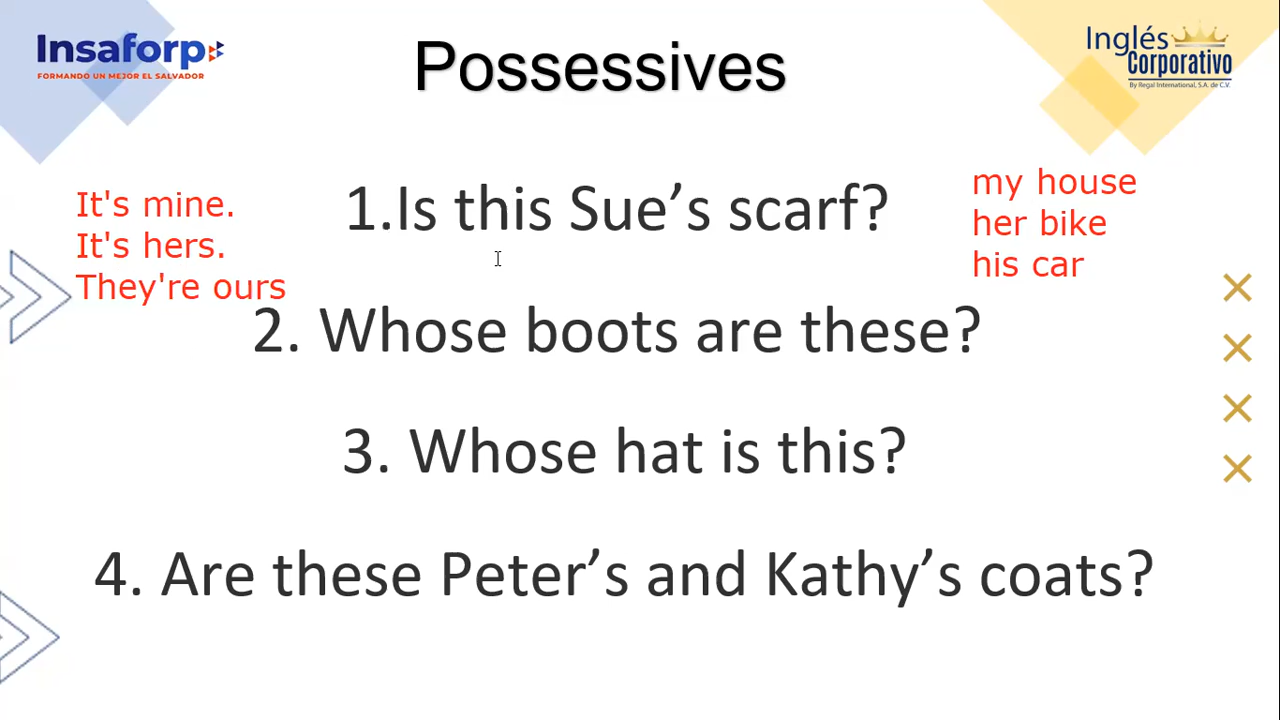 Insaforp
FORMANDO UN MEJOR EL SALVADOR
Possessives
Inglés
Corporativo
By Regal International, S.A. de C.V.
It's mine.
It's hers.
They're ours
1.Is this Sue’s scarf?
my house
her bike
his car
2. Whose boots are these?
3. Whose hat is this?
4. Are these Peter’s and Kathy’s coats?